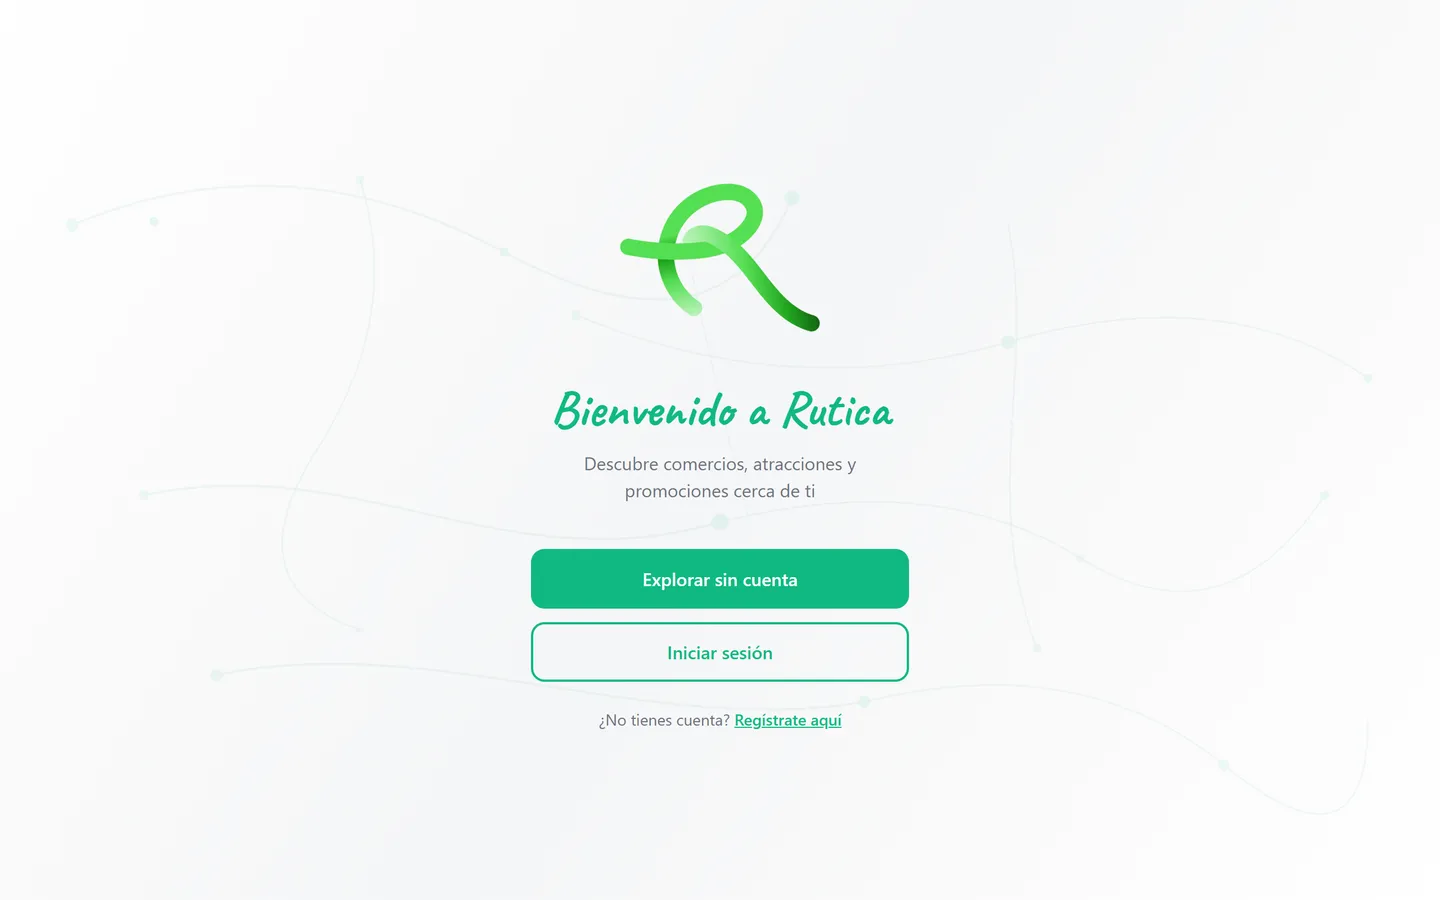 Bienvenido a Rutica
Descubre comercios, atracciones y
promociones cerca de ti
Explorar sin cuenta
Iniciar sesión
¿No tienes cuenta? Regístrate aquí